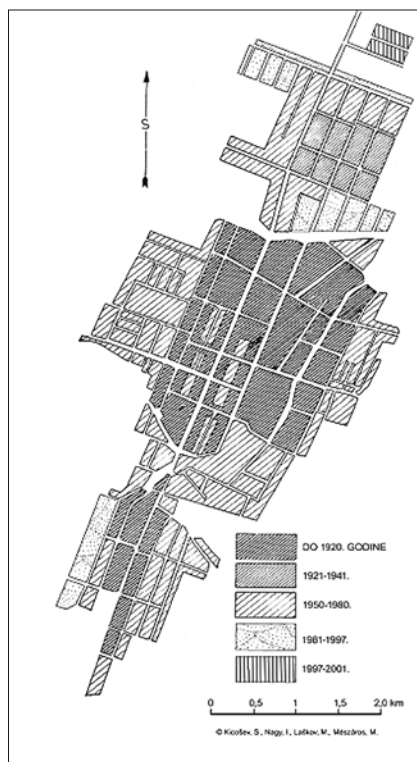 S
DO 1920. GODINE
1921-1941.
1950-1980.
1981-1997.
1997-2001.
0 0,5 1 1,5 2,0 km
© Kicošev, S., Nagy, I., Laškov, M., Mészáros, M.